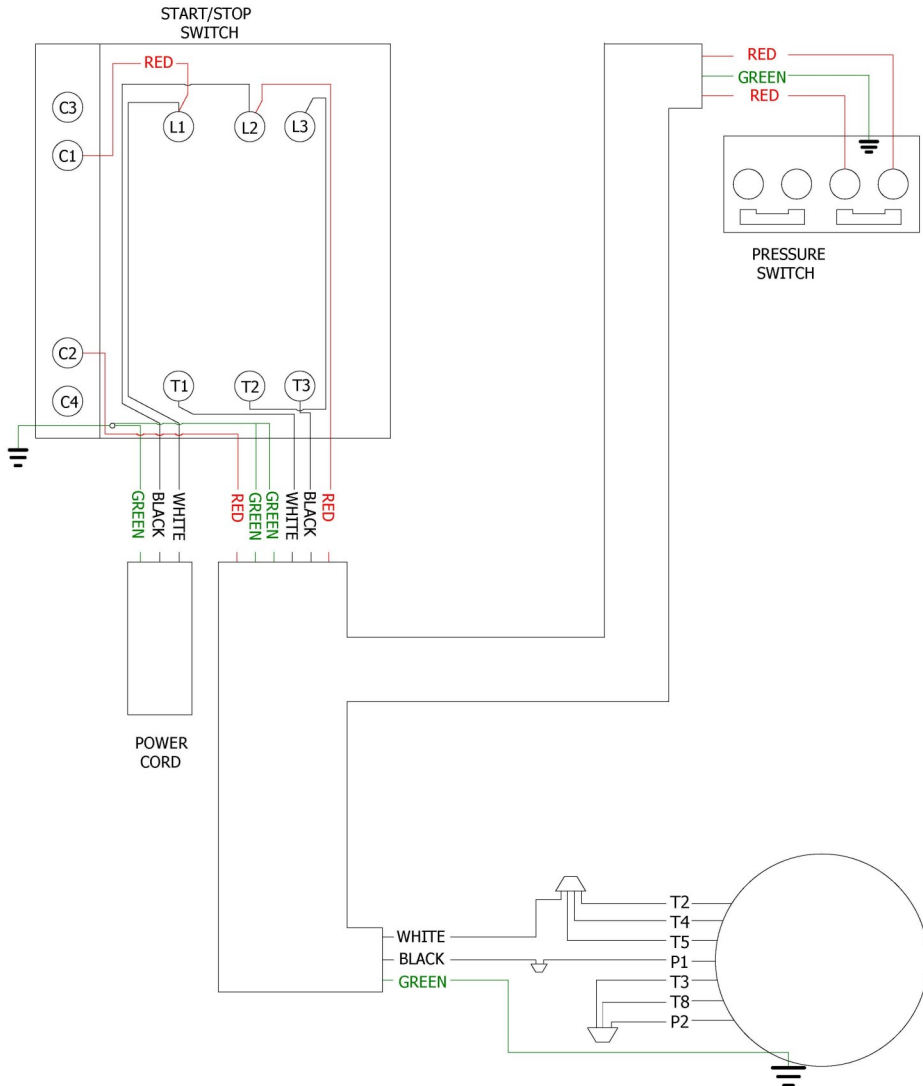 START/STOP
SWITCH
RED
C3
L1
L2
L3
C1
C2
T1
T2
T3
C4
GREEN
BLACK
WHITE
RED
GREEN
GREEN
WHITE
BLACK
RED
POWER
CORD
RED
GREEN
RED
PRESSURE
SWITCH
WHITE
BLACK
GREEN
T2
T4
T5
P1
T3
T8
P2